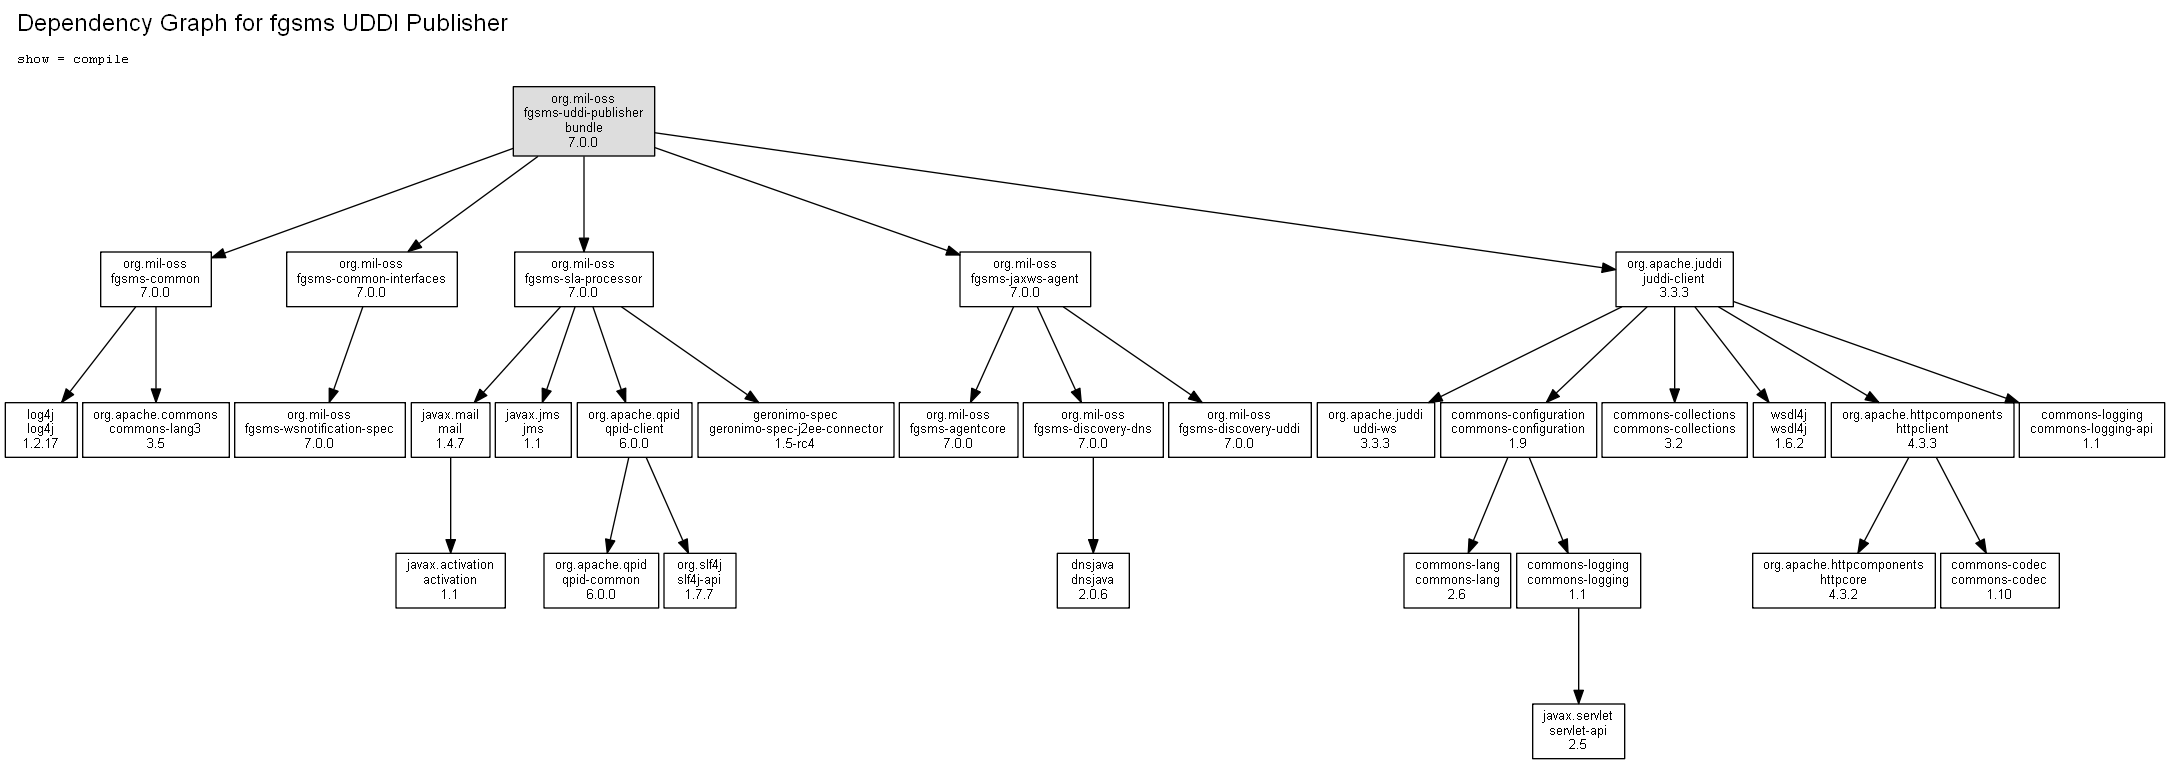 Dependency Graph for fgsms UDDI Publisher
show = compile
org.mil-oss
fgsms-uddi-publisher
bundle
7.0.0
org.mil-oss
fgsms-common
7.0.0
org.mil-oss
fgsms-common-interfaces
7.0.0
org.mil-oss
fgsms-sla-processor
7.0.0
org.mil-oss
fgsms-jaxws-agent
7.0.0
org.apache.juddi
juddi-client
3.3.3
log4j
log4j
1.2.17
org.apache.commons
commons-lang3
3.5
org.mil-oss
fgsms-wsnotification-spec
7.0.0
javax.mail
mail
1.4.7
javax.jms
jms
1.1
org.apache.qpid
qpid-client
6.0.0
geronimo-spec
geronimo-spec-j2ee-connector
1.5-rc4
org.mil-oss
fgsms-agentcore
7.0.0
org.mil-oss
fgsms-discovery-dns
7.0.0
org.mil-oss
fgsms-discovery-uddi
7.0.0
org.apache.juddi
uddi-ws
3.3.3
commons-configuration
commons-configuration
1.9
commons-collections
commons-collections
3.2
wsdl4j
wsdl4j
1.6.2
org.apache.httpcomponents
httpclient
4.3.3
commons-logging
commons-logging-api
1.1
javax.activation
activation
1.1
org.apache.qpid
qpid-common
6.0.0
org.slf4j
slf4j-api
1.7.7
dnsjava
dnsjava
2.0.6
commons-lang
commons-lang
2.6
commons-logging
commons-logging
1.1
org.apache.httpcomponents
httpcore
4.3.2
commons-codec
commons-codec
1.10
javax.servlet
servlet-api
2.5